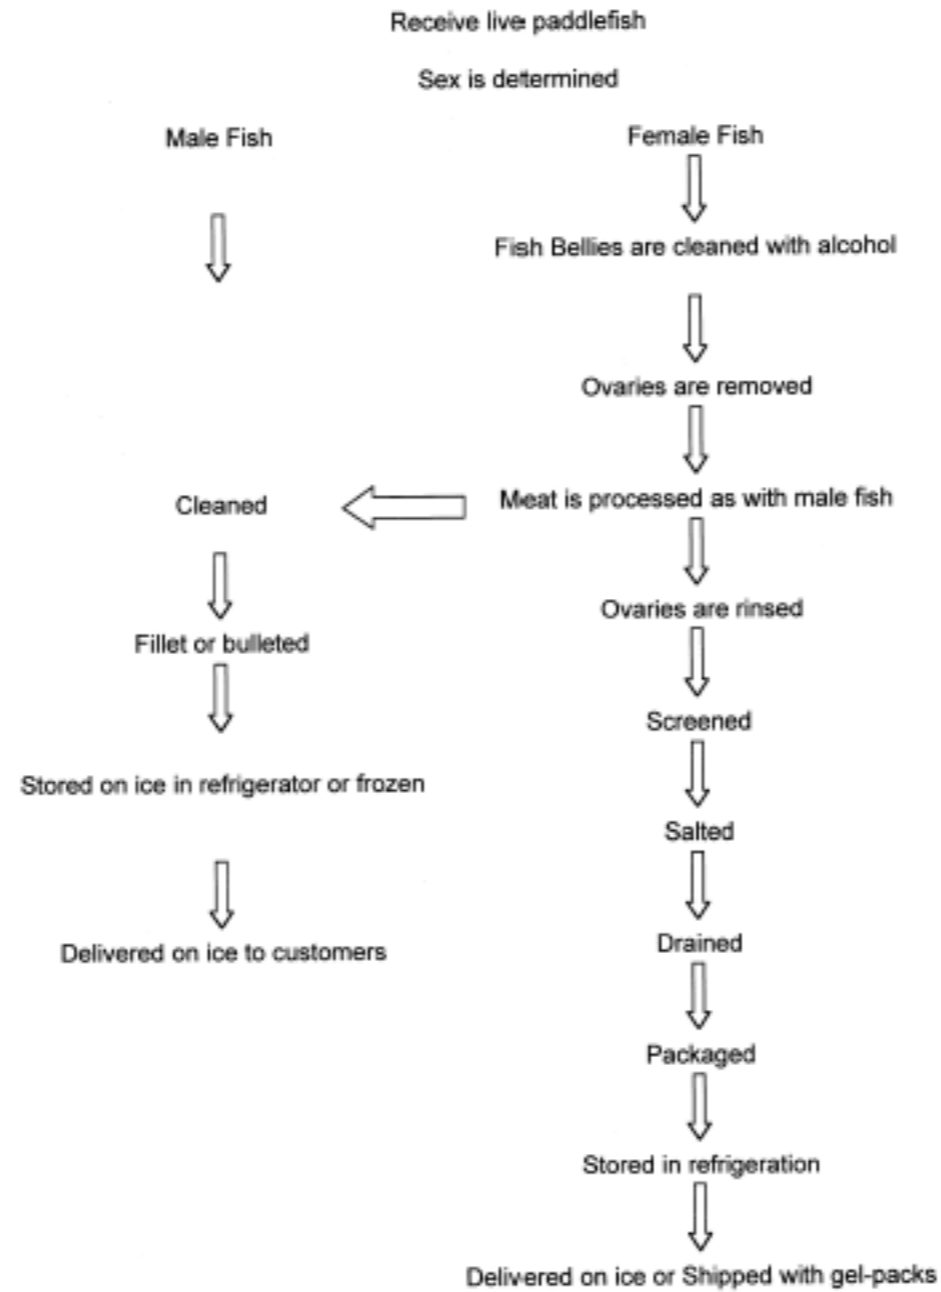 Receive live paddlefish
Sex is determined
Male Fish
Female Fish
Fish Bellies are cleaned with alcohol
Ovaries are removed
Cleaned
Meat is processed as with male fish
Ovaries are rinsed
Fillet or bulleted
Screened
Stored on ice in refrigerator or frozen
Salted
Drained
Delivered on ice to customers
Packaged
Stored in refrigeration
Delivered on ice or Shipped with gel-packs